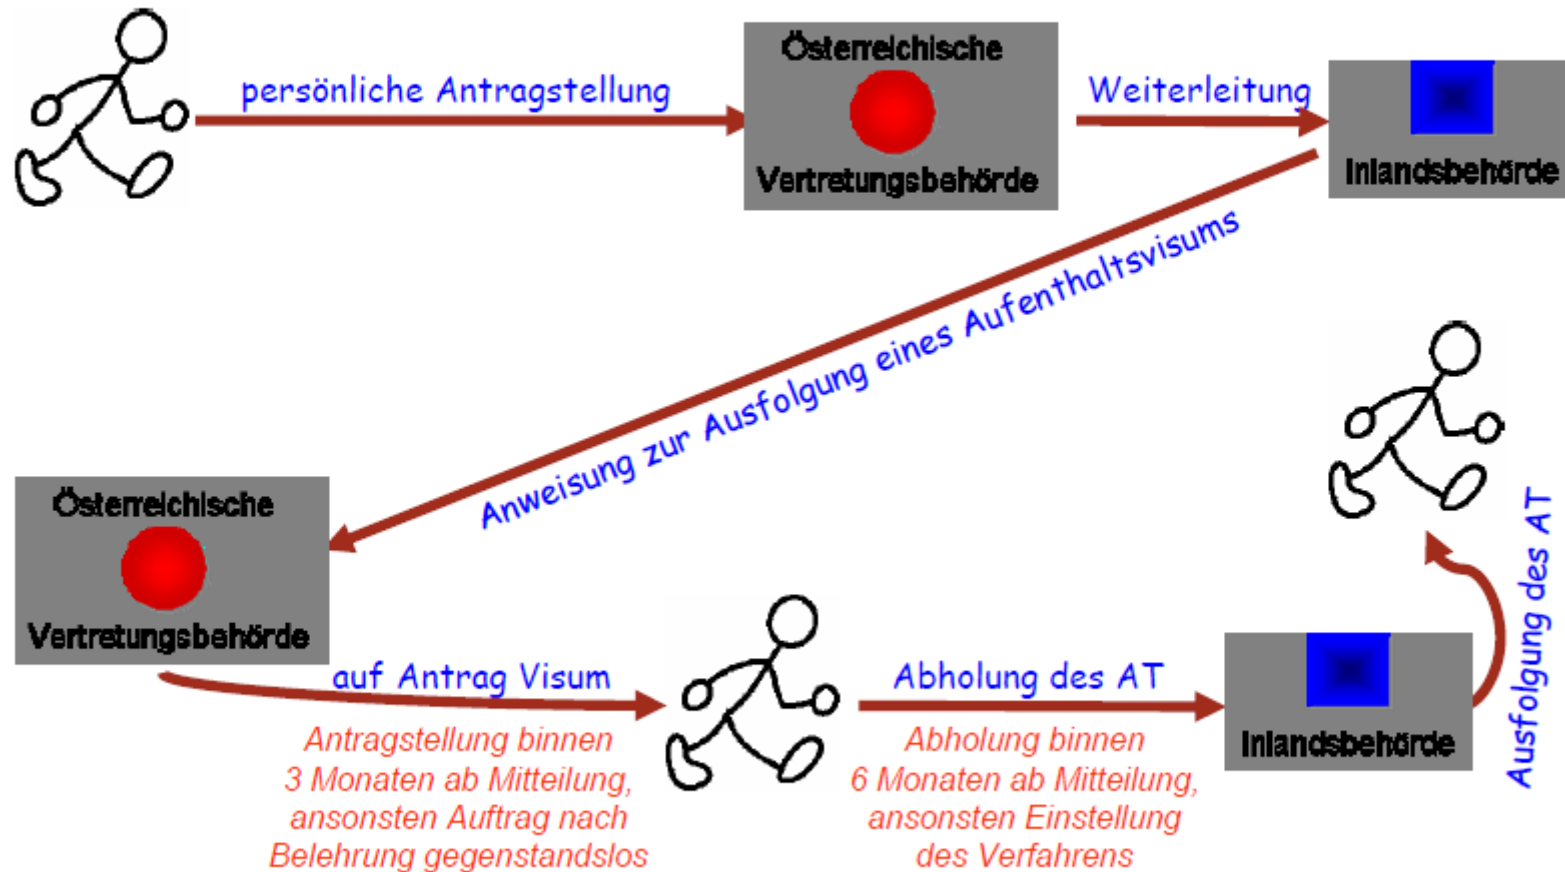 persönliche Antragstellung
Österreichische
Vertretungsbehörde
Weiterleitung
Inlandsbehörde
Anweisung zur Ausfolgung eines Aufenthaltsvisums
Österreichische
Vertretungsbehörde
auf Antrag Visum
Antragstellung binnen
3 Monaten ab Mitteilung,
ansonsten Auftrag nach
Belehrung gegenstandslos
Abholung des AT
Abholung binnen
6 Monaten ab Mitteilung,
ansonsten Einstellung
des Verfahrens
Inlandsbehörde
Ausfolgung des AT